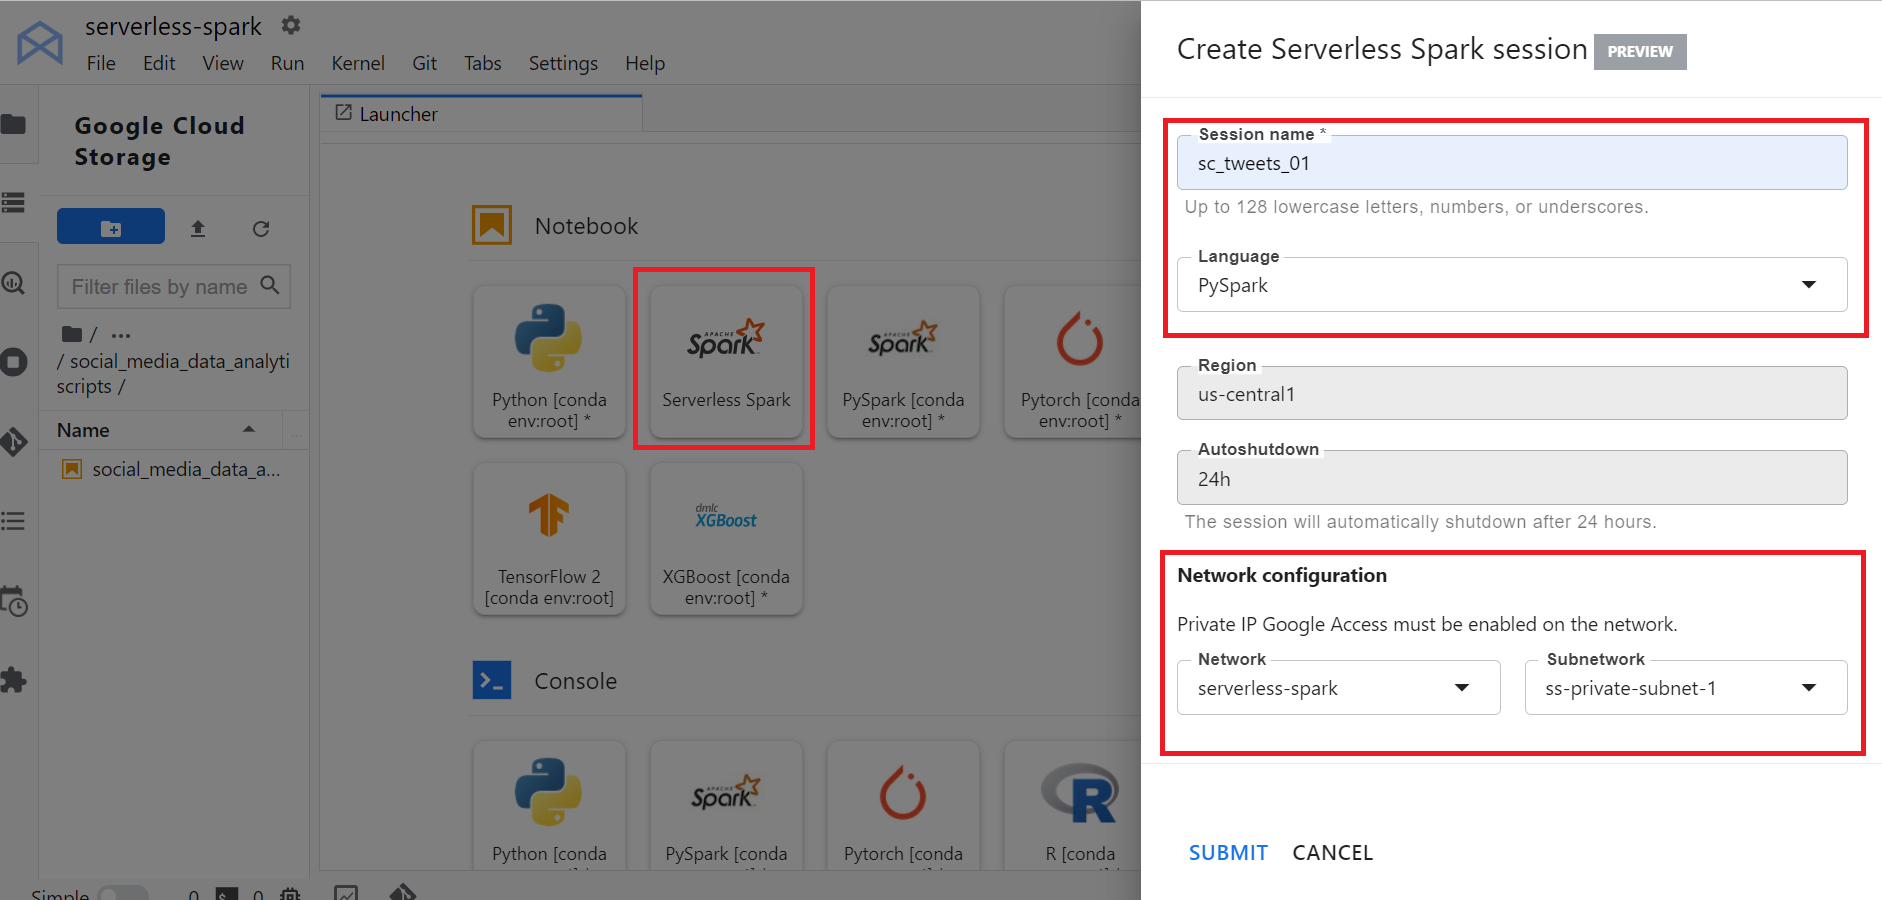 serverless-spark
File Edit View Run Kernel Git Tabs Settings Help
Google Cloud
Storage
Filter files by name
/ ...
/ social_media_data_analyti
scripts /
Name
social_media_data_a...
Launcher
Notebook
Python [conda
env:root] *
APACHE
Spark
Serverless Spark
APACHE
Spark
PySpark [conda
env:root] *
Pytorch [conda
env:root] *
TensorFlow 2
[conda env:root]
dmlc
XGBoost
XGBoost [conda
env:root] *
Console
Python [conda
APACHE
Spark
PySpark [conda
Pytorch [conda
R
R [conda
Simple 0 $ 0
Create Serverless Spark session PREVIEW
Session name *
sc_tweets_01
Up to 128 lowercase letters, numbers, or underscores.
Language
PySpark
Region
us-central1
Autoshutdown
24h
The session will automatically shutdown after 24 hours.
Network configuration
Private IP Google Access must be enabled on the network.
Network
serverless-spark
Subnetwork
ss-private-subnet-1
SUBMIT CANCEL